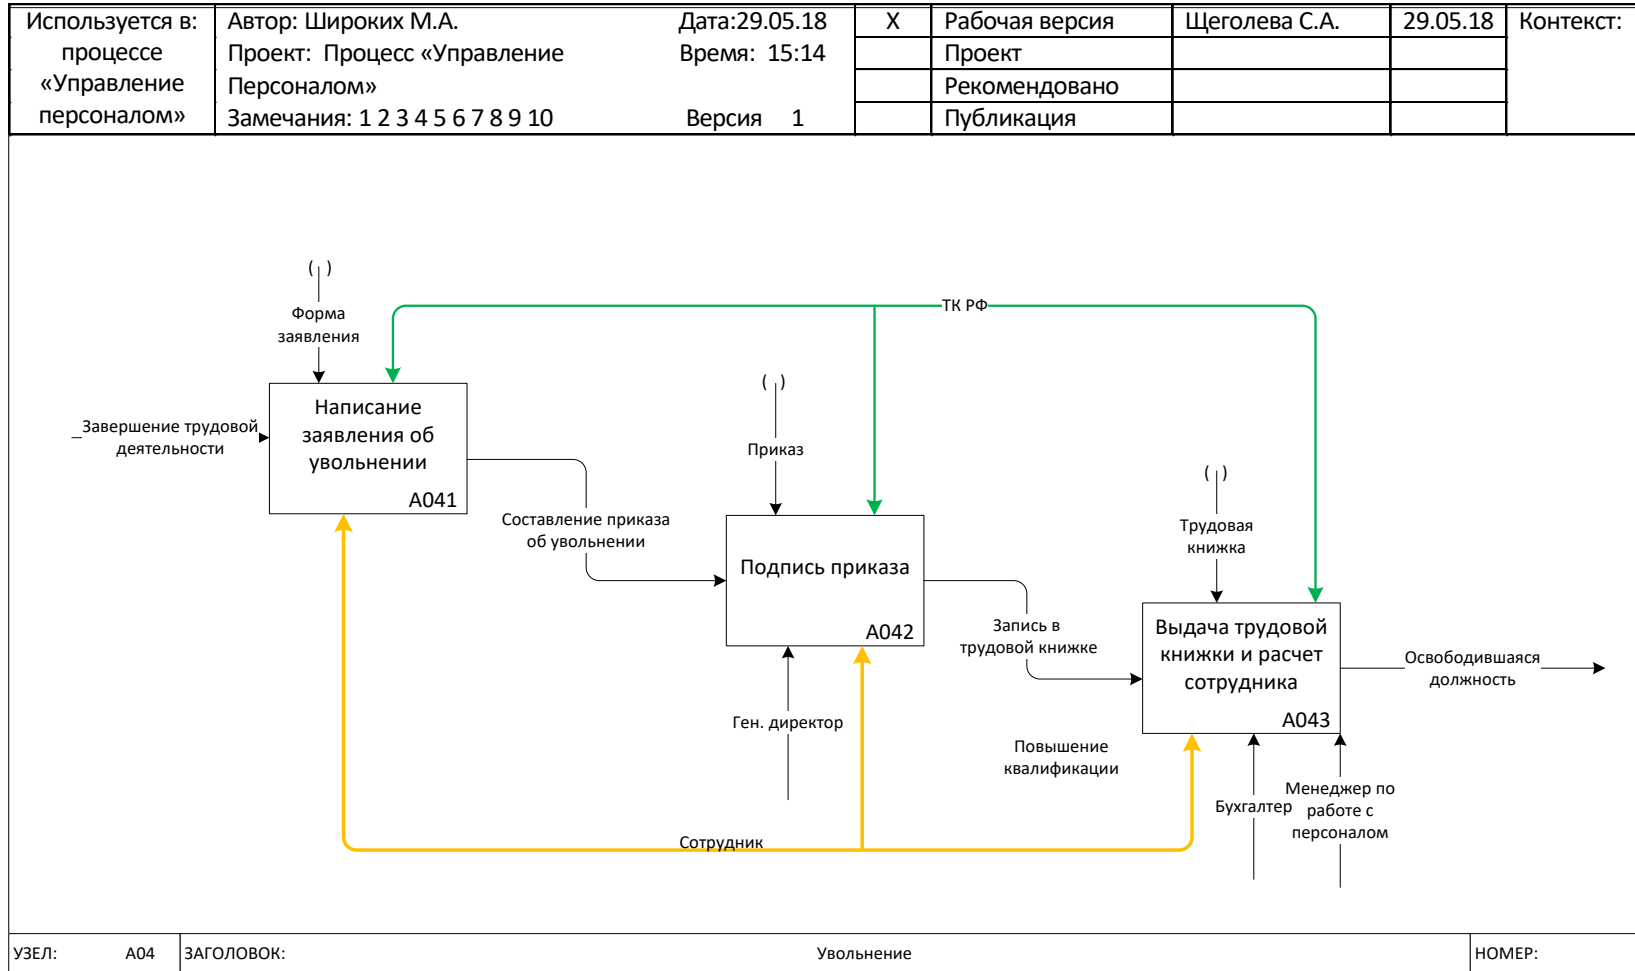 Используется в:
процессе
«Управление
персоналом»
Автор: Широких М.А.
Дата:29.05.18
Проект:  Процесс «Управление
Время:  15:14
Персоналом»
Замечания: 1 2 3 4 5 6 7 8 9 10
Версия    1
X
Рабочая версия
Щеголева С.А.
29.05.18
Контекст:
Проект
Рекомендовано
Публикация
( )
Форма
заявления
ТК РФ
Завершение трудовой
деятельности
Написание
заявления об
увольнении
А041
( )
Приказ
Составление приказа
об увольнении
Подпись приказа
А042
( )
Трудовая
книжка
Запись в
трудовой книжке
Выдача трудовой
книжки и расчет
сотрудника
А043
Освободившаяся
должность
Ген. директор
Повышение
квалификации
Бухгалтер
Менеджер по
работе с
персоналом
Сотрудник
УЗЕЛ:
А04
ЗАГОЛОВОК:
Увольнение
НОМЕР: